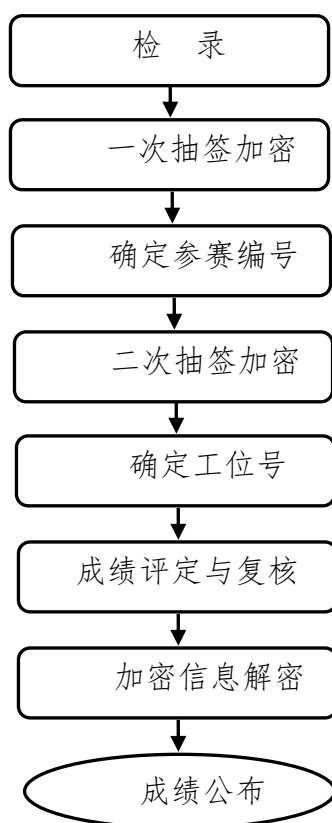 检 录
一次抽签加密
确定参赛编号
二次抽签加密
确定工位号
成绩评定与复核
加密信息解密
成绩公布